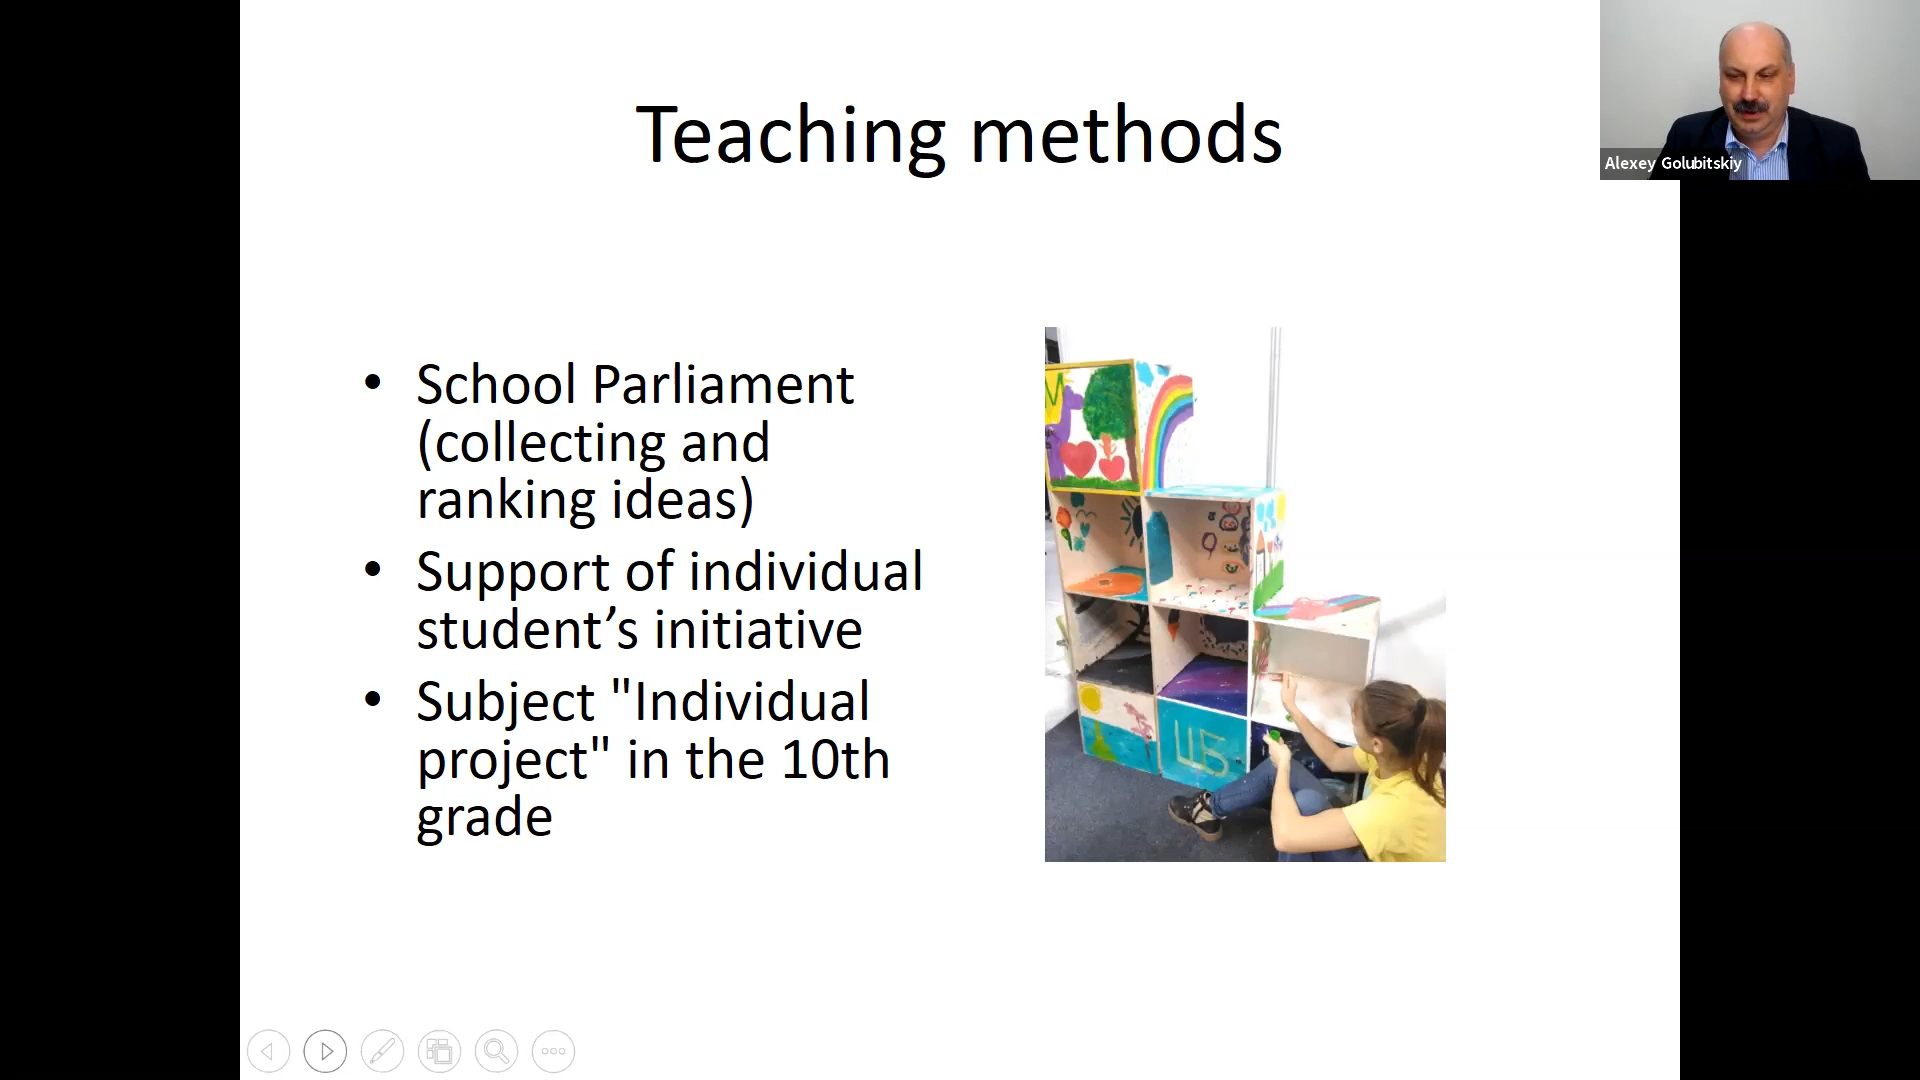 Teaching methods
Alexey Golubitskiy
• School Parliament
(collecting and
ranking ideas)
• Support of individual
student’s initiative
• Subject "Individual
project" in the 10th
grade